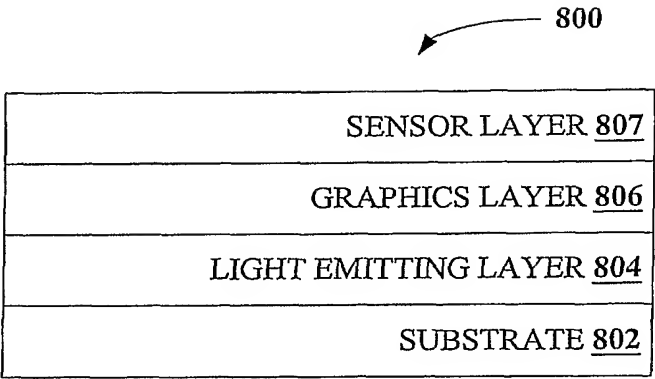 800
SENSOR LAYER 807
GRAPHICS LAYER 806
LIGHT EMITTING LAYER 804
SUBSTRATE 802